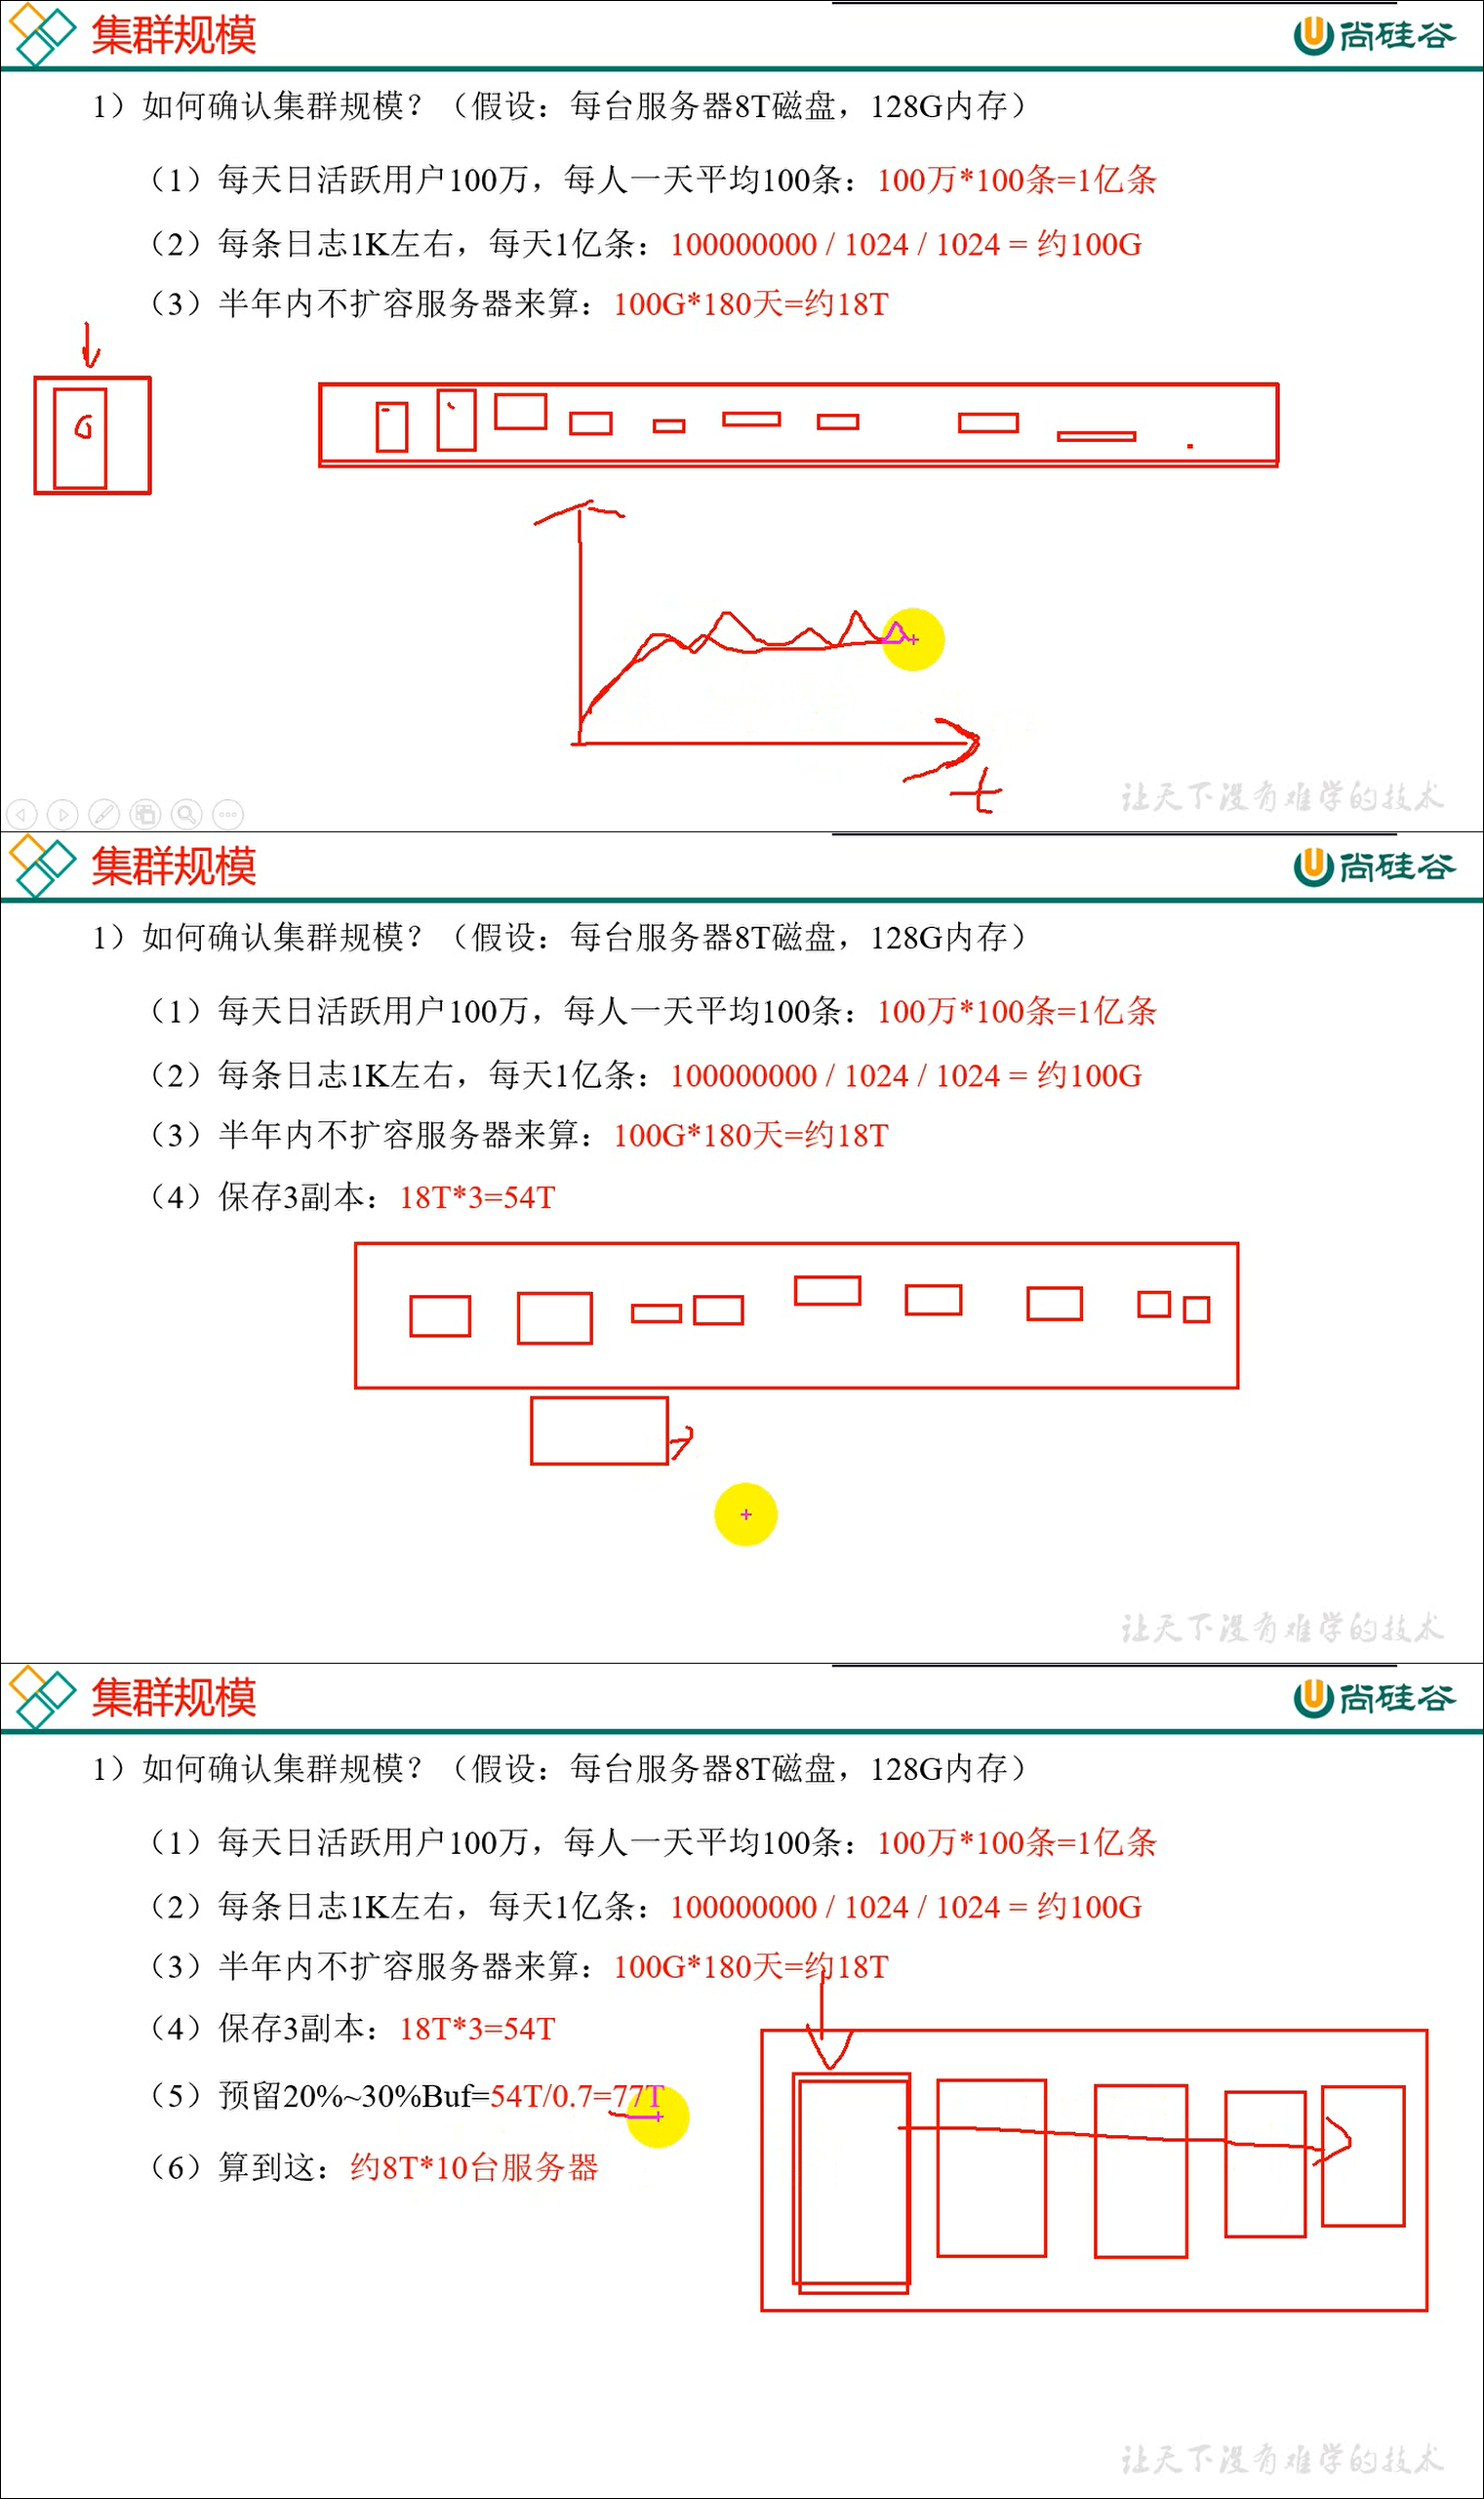 集群规模
尚硅谷
1）如何确认集群规模？（假设：每台服务器8T磁盘，128G内存）
（1）每天日活跃用户100万，每人一天平均100条：100万*100条=1亿条
（2）每条日志1K左右，每天1亿条：100000000 / 1024 / 1024 = 约100G
（3）半年内不扩容服务器来算：100G*180天=约18T
G
t
让天下没有难学的技术
集群规模
尚硅谷
1）如何确认集群规模？（假设：每台服务器8T磁盘，128G内存）
（1）每天日活跃用户100万，每人一天平均100条：100万*100条=1亿条
（2）每条日志1K左右，每天1亿条：100000000 / 1024 / 1024 = 约100G
（3）半年内不扩容服务器来算：100G*180天=约18T
（4）保存3副本：18T*3=54T
让天下没有难学的技术
集群规模
尚硅谷
1）如何确认集群规模？（假设：每台服务器8T磁盘，128G内存）
（1）每天日活跃用户100万，每人一天平均100条：100万*100条=1亿条
（2）每条日志1K左右，每天1亿条：100000000 / 1024 / 1024 = 约100G
（3）半年内不扩容服务器来算：100G*180天=约18T
（4）保存3副本：18T*3=54T
（5）预留20%~30%Buf=54T/0.7=77T
（6）算到这：约8T*10台服务器
让天下没有难学的技术